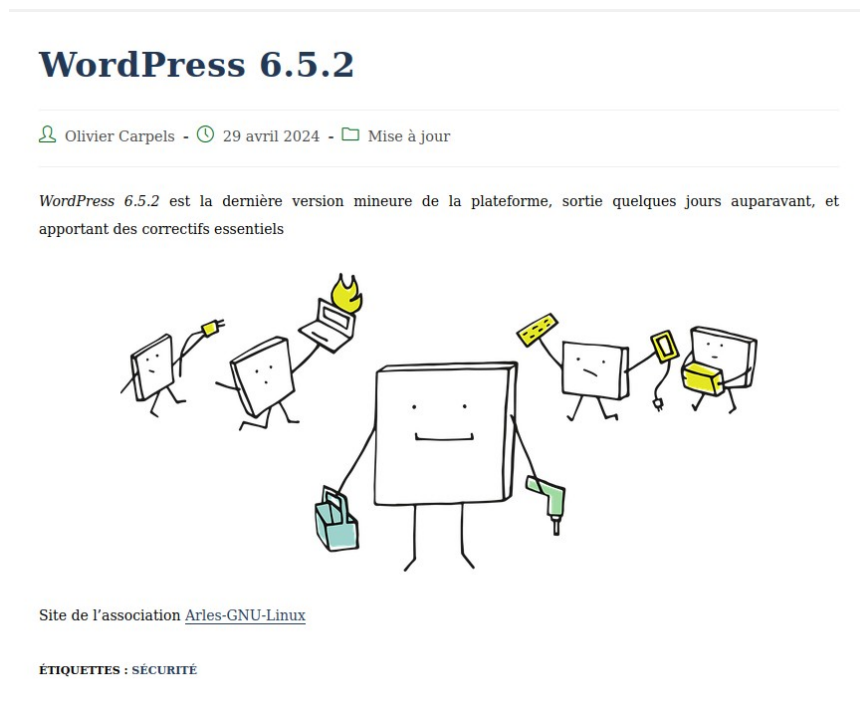 WordPress 6.5.2
Olivier Carpels - 29 avril 2024 - Mise à jour
WordPress 6.5.2 est la dernière version mineure de la plateforme, sortie quelques jours auparavant, et
apportant des correctifs essentiels
Site de l’association Arles-GNU-Linux
ÉTIQUETTES : SÉCURITÉ